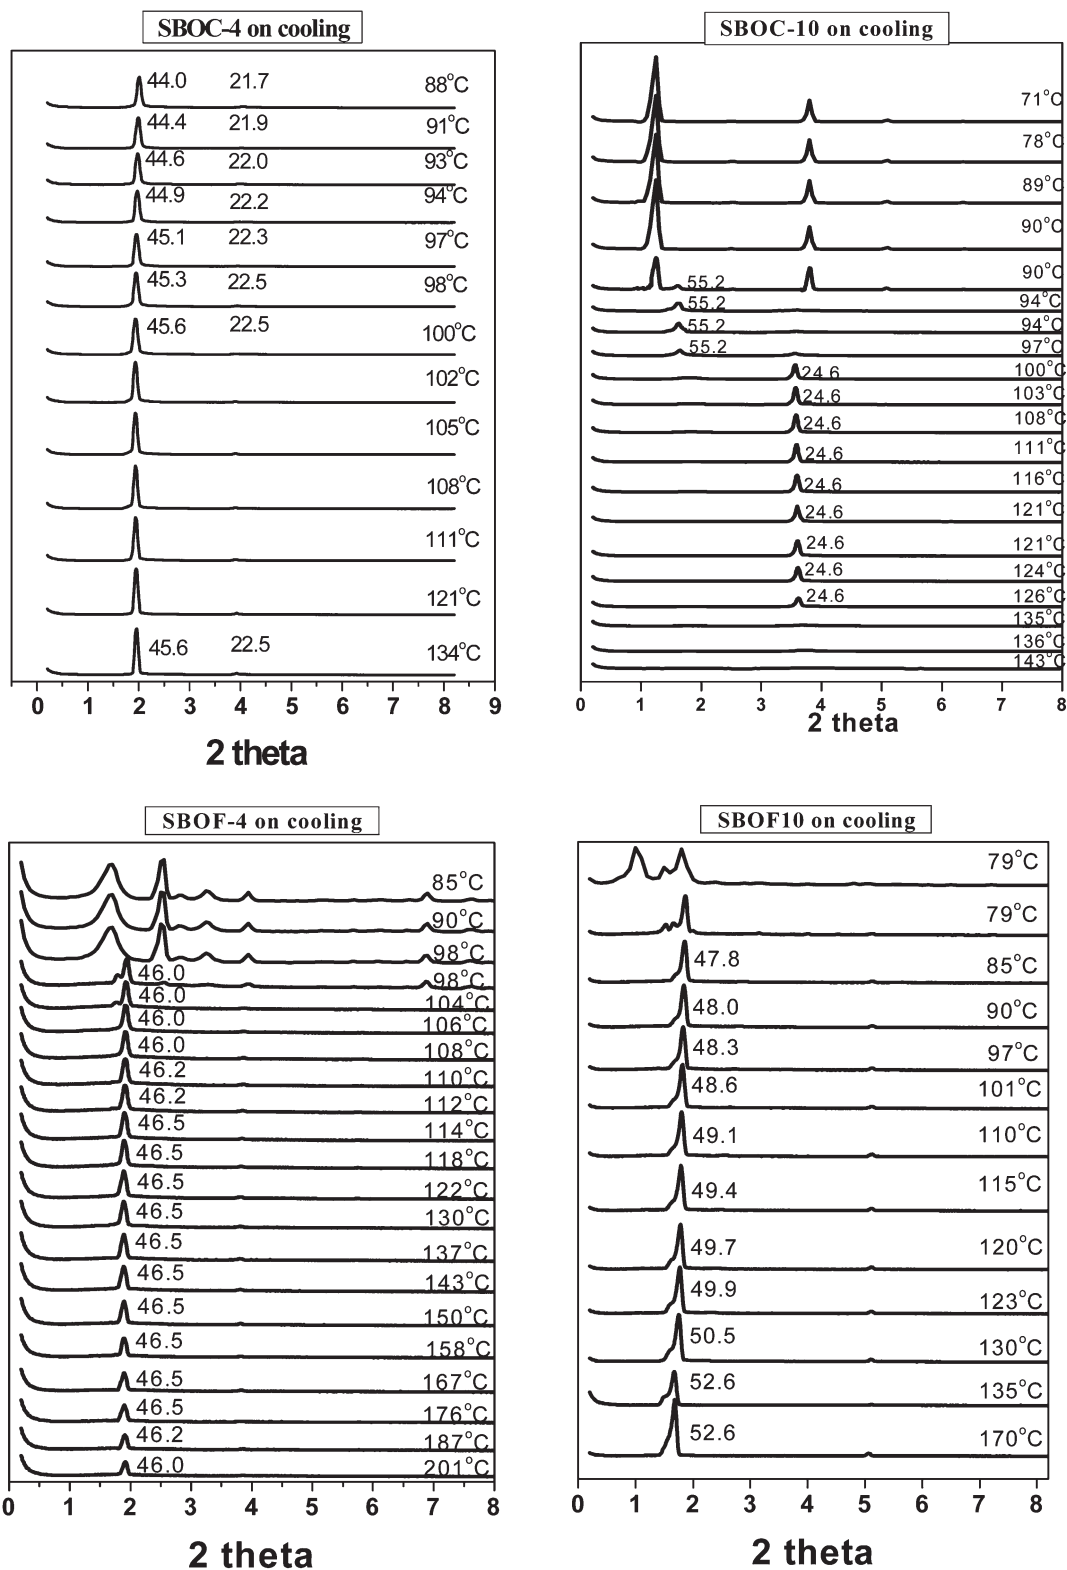 SBOC-4 on cooling
44.0 21.7 88°C
44.4 21.9 91°C
44.6 22.0 93°C
44.9 22.2 94°C
45.1 22.3 97°C
45.3 22.5 98°C
45.6 22.5 100°C
102°C
105°C
108°C
111°C
121°C
45.6 22.5 134°C
0 1 2 3 4 5 6 7 8 9
2 theta
SBOC-10 on cooling
71°C
78°C
89°C
90°C
55.2 90°C
55.2 94°C
55.2 94°C
55.2 97°C
24.6 100°C
24.6 103°C
24.6 108°C
24.6 111°C
24.6 116°C
24.6 121°C
24.6 121°C
24.6 124°C
24.6 126°C
135°C
136°C
143°C
0 1 2 3 4 5 6 7 8
2 theta
SBOF-4 on cooling
85°C
90°C
98°C
46.0 98°C
46.0 104°C
46.0 106°C
46.0 108°C
46.2 110°C
46.2 112°C
46.5 114°C
46.5 118°C
46.5 122°C
46.5 130°C
46.5 137°C
46.5 143°C
46.5 150°C
46.5 158°C
46.5 167°C
46.5 176°C
46.2 187°C
46.0 201°C
0 1 2 3 4 5 6 7 8
2 theta
SBOF10 on cooling
79°C
79°C
47.8 85°C
48.0 90°C
48.3 97°C
48.6 101°C
49.1 110°C
49.4 115°C
49.7 120°C
49.9 123°C
50.5 130°C
52.6 135°C
52.6 170°C
0 1 2 3 4 5 6 7 8
2 theta